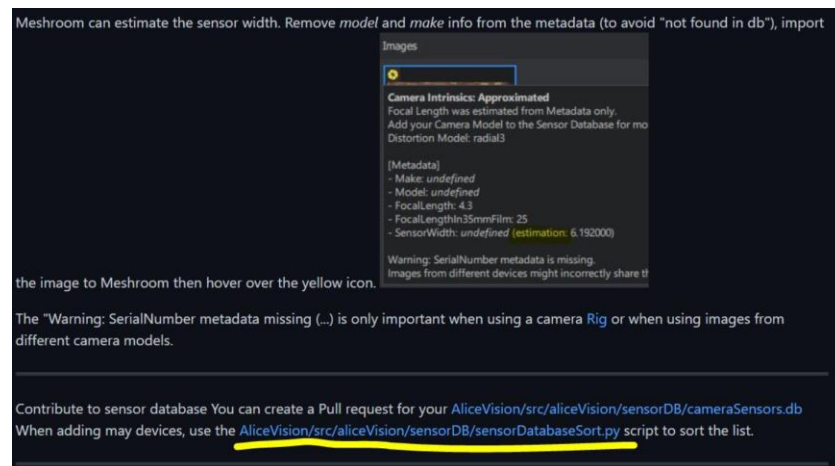 Meshroom can estimate the sensor width. Remove model and make info from the metadata (to avoid "not found in db"), import
Images
Camera Intrinsics: Approximated
Focal Length was estimated from Metadata only.
Add your Camera Model to the Sensor Database for mo
Distortion Model: radial3
[Metadata]
- Make: undefined
- Model: undefined
- FocalLength: 4.3
- FocalLengthIn35mmFilm: 25
- SensorWidth: undefined (estimation: 6.192000)
Warning: SerialNumber metadata is missing.
Images from different devices might incorrectly share th
the image to Meshroom then hover over the yellow icon.
The "Warning: SerialNumber metadata missing (...) is only important when using a camera Rig or when using images from
different camera models.
Contribute to sensor database You can create a Pull request for your AliceVision/src/aliceVision/sensorDB/cameraSensors.db
When adding may devices, use the AliceVision/src/aliceVision/sensorDB/sensorDatabaseSort.py script to sort the list.